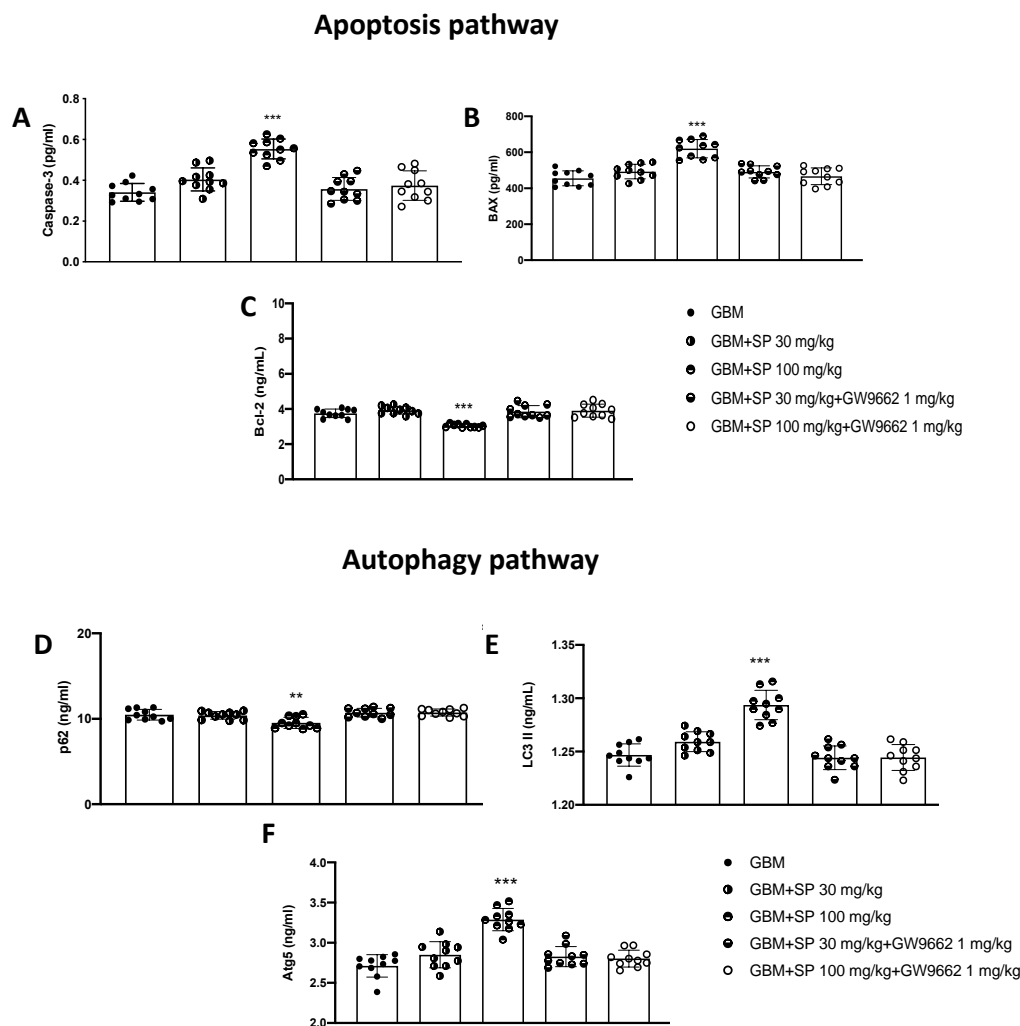 Apoptosis pathway
A
Caspase-3 (pg/ml)
0.8
0.6
0.4
0.2
0.0
***
B
BAX (pg/ml)
800
600
400
200
0
***
C
Bcl-2 (ng/mL)
10
8
6
4
2
0
***
GBM
GBM+SP 30 mg/kg
GBM+SP 100 mg/kg
GBM+SP 30 mg/kg+GW9662 1 mg/kg
GBM+SP 100 mg/kg+GW9662 1 mg/kg
Autophagy pathway
D
p62 (ng/ml)
20
10
0
**
E
LC3 II (ng/mL)
1.35
1.30
1.25
1.20
***
F
Atg5 (ng/ml)
4.0
3.5
3.0
2.5
2.0
***
GBM
GBM+SP 30 mg/kg
GBM+SP 100 mg/kg
GBM+SP 30 mg/kg+GW9662 1 mg/kg
GBM+SP 100 mg/kg+GW9662 1 mg/kg